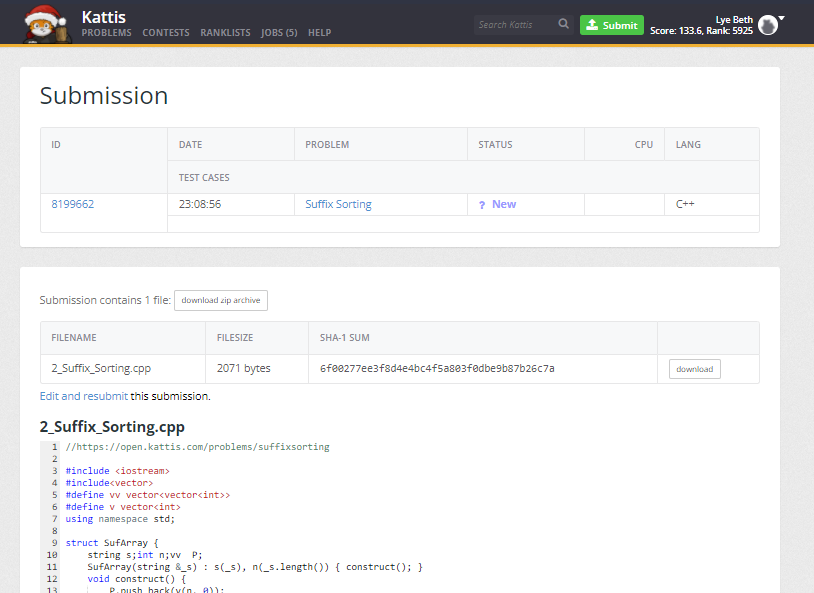 Kattis
PROBLEMS CONTESTS RANKLISTS JOBS (5) HELP
Search Kattis
Submit
Lye Beth
Score: 133.6, Rank: 5925
Submission
ID DATE PROBLEM STATUS CPU LANG
TEST CASES
8199662 23:08:56 Suffix Sorting ? New C++
Submission contains 1 file: download zip archive
FILENAME FILESIZE SHA-1 SUM
2_Suffix_Sorting.cpp 2071 bytes 6f00277ee3f8d4e4bc4f5a803f0dbe9b87b26c7a download
Edit and resubmit this submission.
2_Suffix_Sorting.cpp
1 //https://open.kattis.com/problems/suffixsorting
2
3 #include <iostream>
4 #include<vector>
5 #define vv vector<vector<int>>
6 #define v vector<int>
7 using namespace std;
8
9 struct SufArray {
10 string s;int n;vv  P;
11 SufArray(string &_s) : s(_s), n(_s.length()) { construct(); }
12 void construct() {
13 P.push_back(v(n, 0));